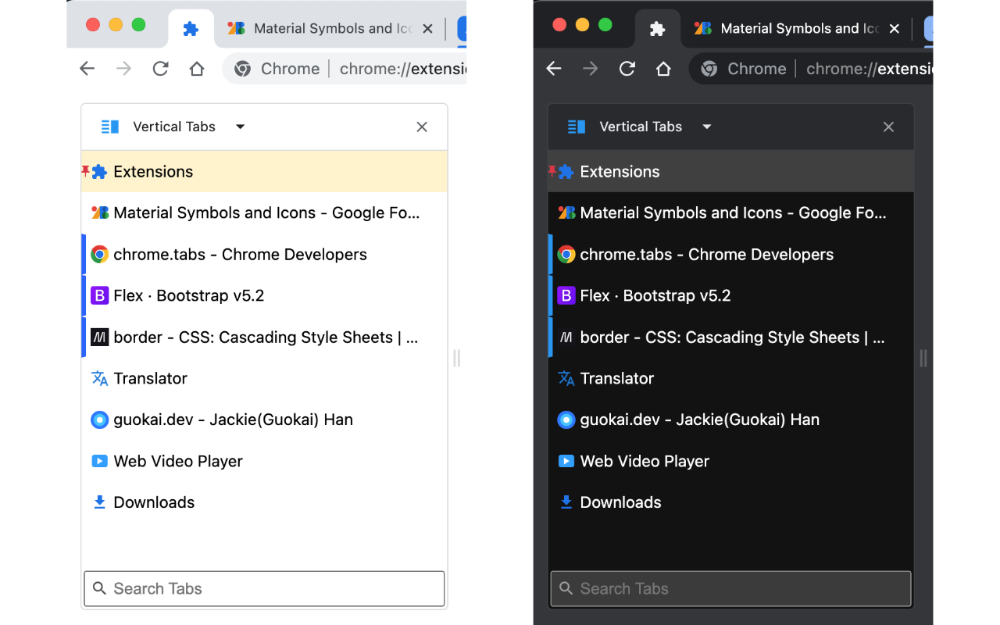 Material Symbols and Ico
Chrome
chrome://extensi
Vertical Tabs
Extensions
Material Symbols and Icons - Google Fo...
chrome.tabs - Chrome Developers
Flex · Bootstrap v5.2
border - CSS: Cascading Style Sheets | ...
Translator
guokai.dev - Jackie(Guokai) Han
Web Video Player
Downloads
Search Tabs
Material Symbols and Ico
Chrome
chrome://extensi
Vertical Tabs
Extensions
Material Symbols and Icons - Google Fo...
chrome.tabs - Chrome Developers
Flex · Bootstrap v5.2
border - CSS: Cascading Style Sheets | ...
Translator
guokai.dev - Jackie(Guokai) Han
Web Video Player
Downloads
Search Tabs